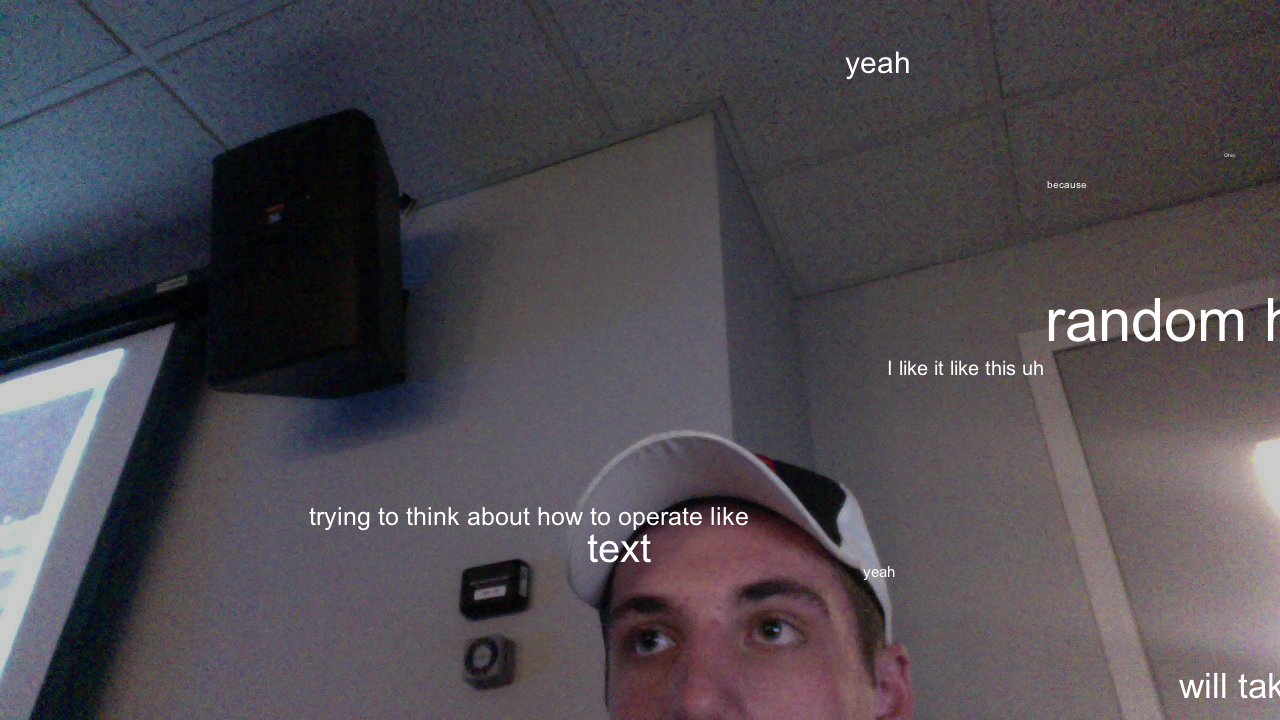 yeah
Ohio
because
random h
I like it like this uh
trying to think about how to operate like
text
yeah
will tak